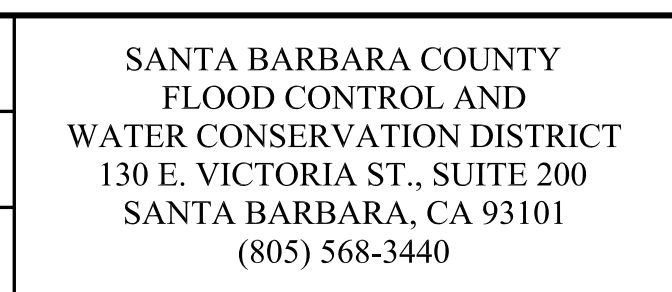 SANTA BARBARA COUNTY
FLOOD CONTROL AND
WATER CONSERVATION DISTRICT
130 E. VICTORIA ST., SUITE 200
SANTA BARBARA, CA 93101
(805) 568-3440